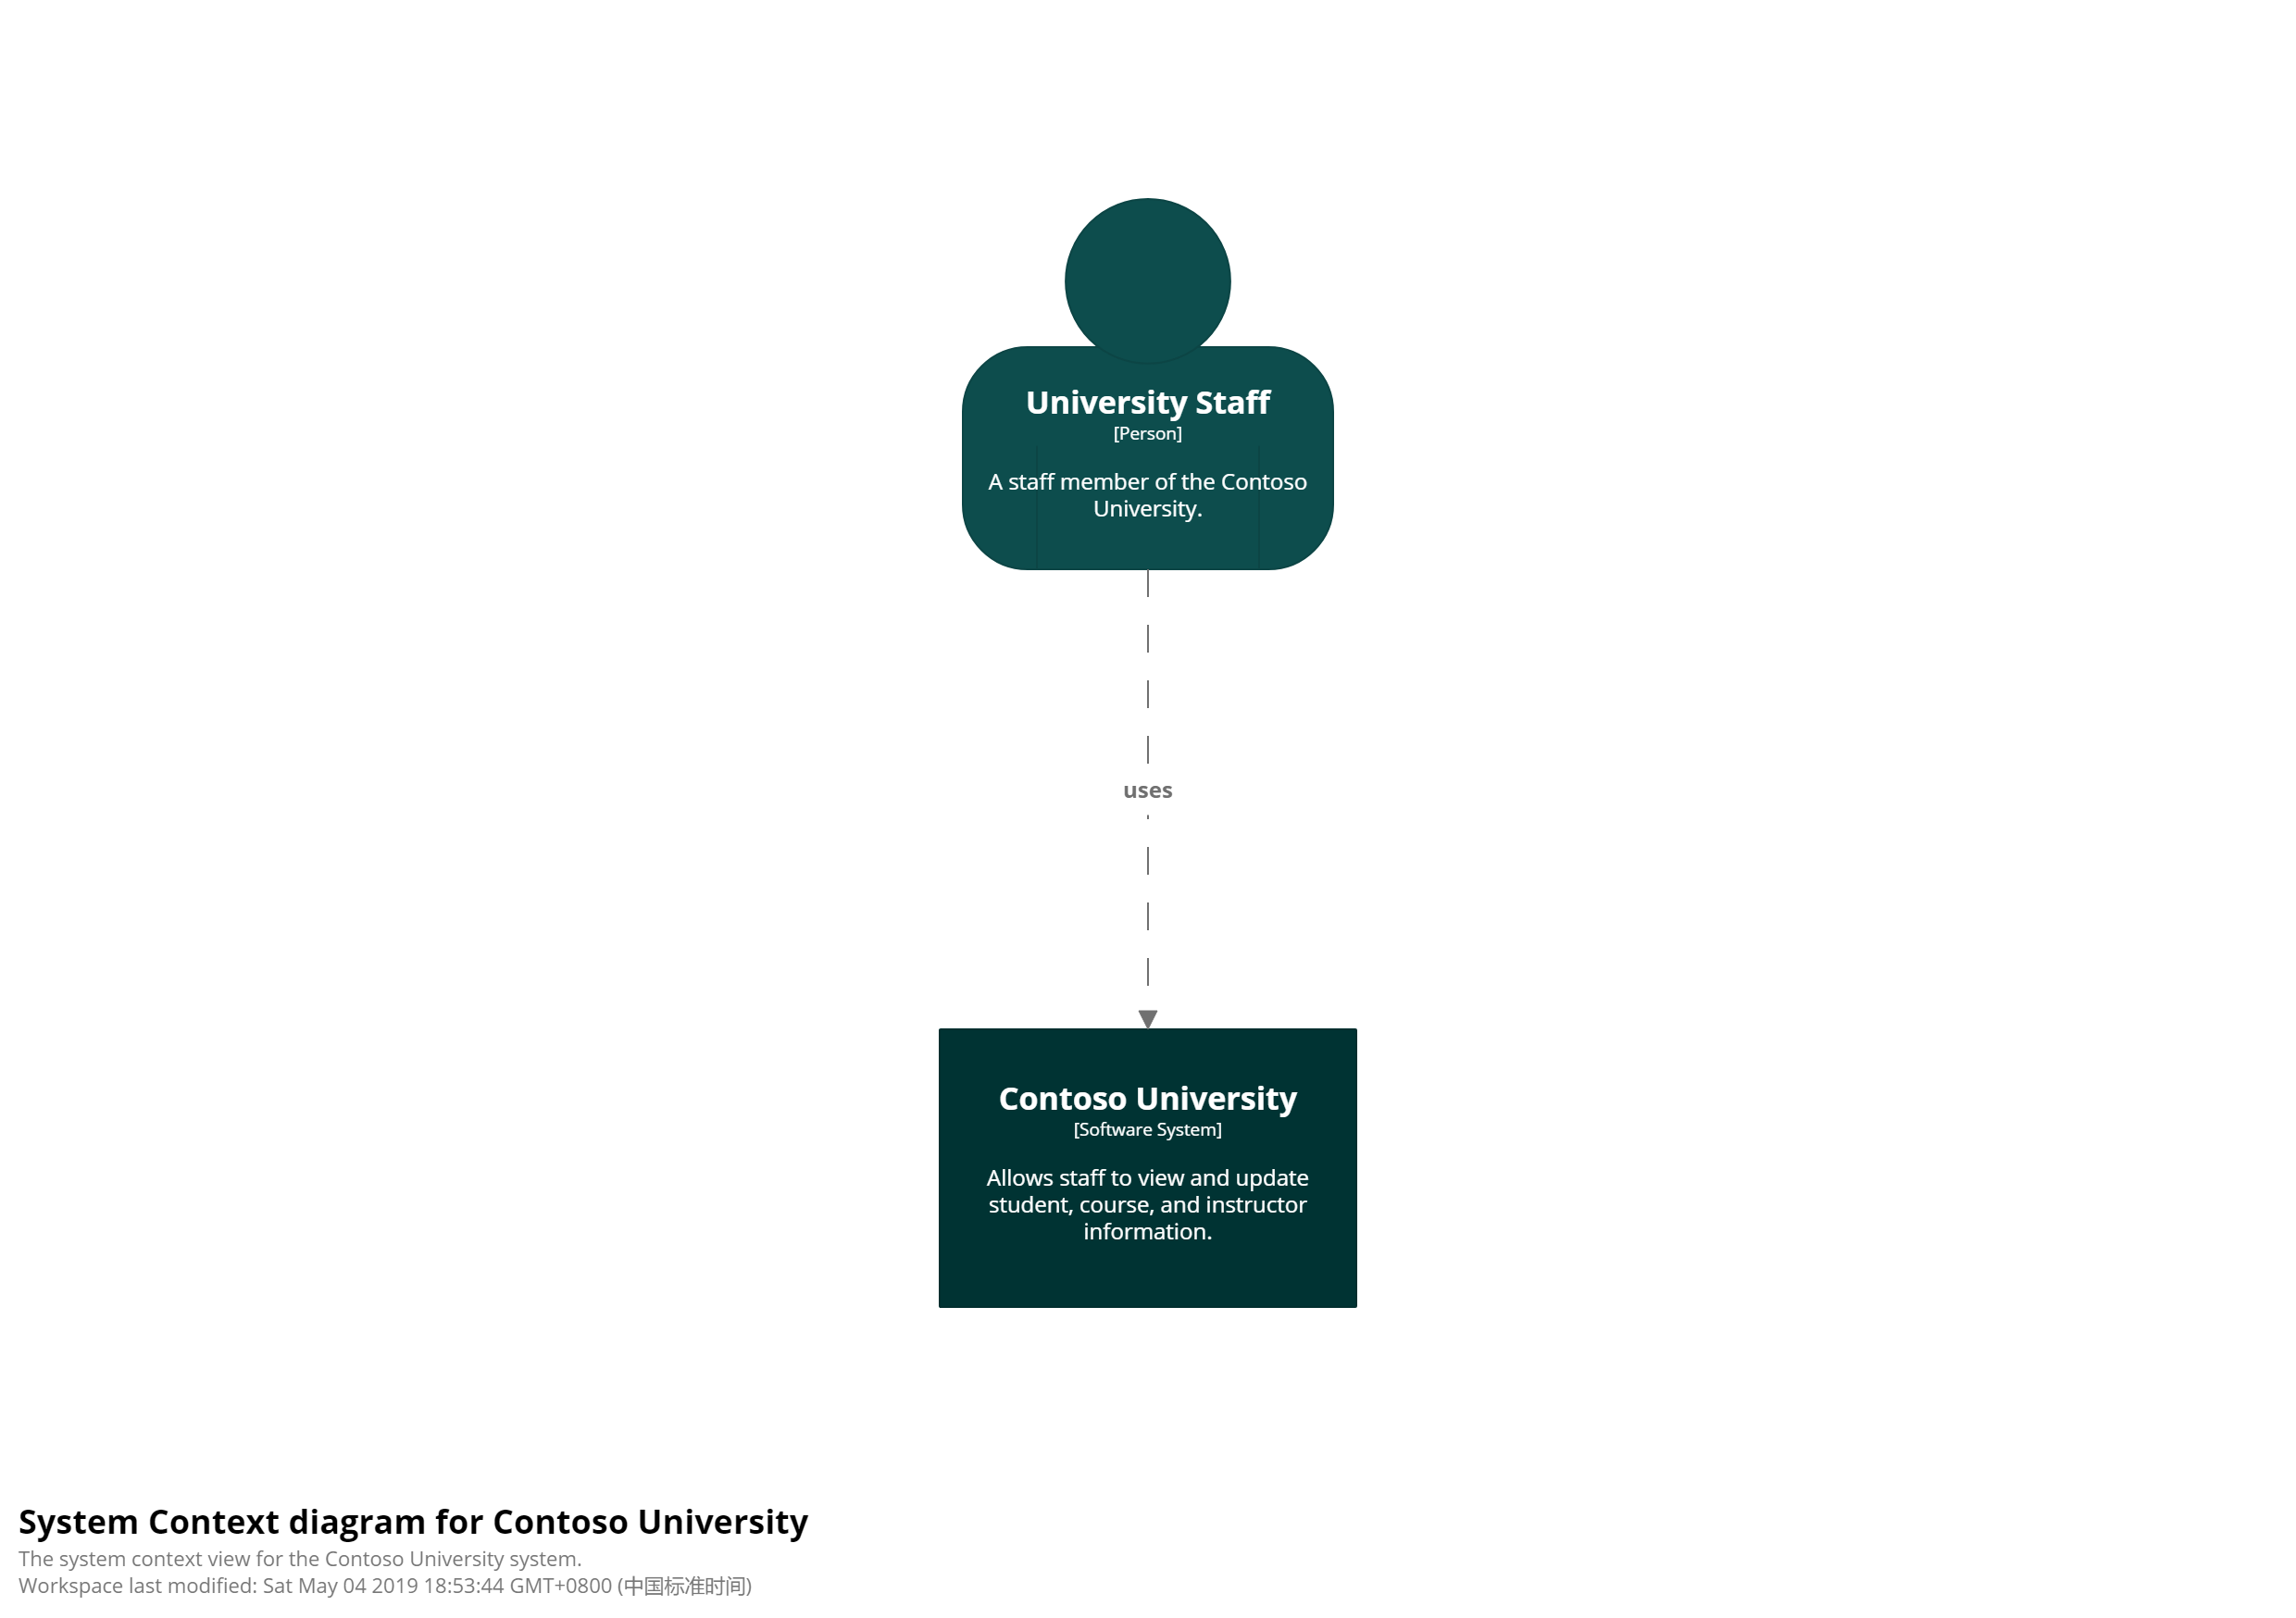 University Staff
[Person]
A staff member of the Contoso
University.
uses
Contoso University
[Software System]
Allows staff to view and update
student, course, and instructor
information.
System Context diagram for Contoso University
The system context view for the Contoso University system.
Workspace last modified: Sat May 04 2019 18:53:44 GMT+0800 (中国标准时间)